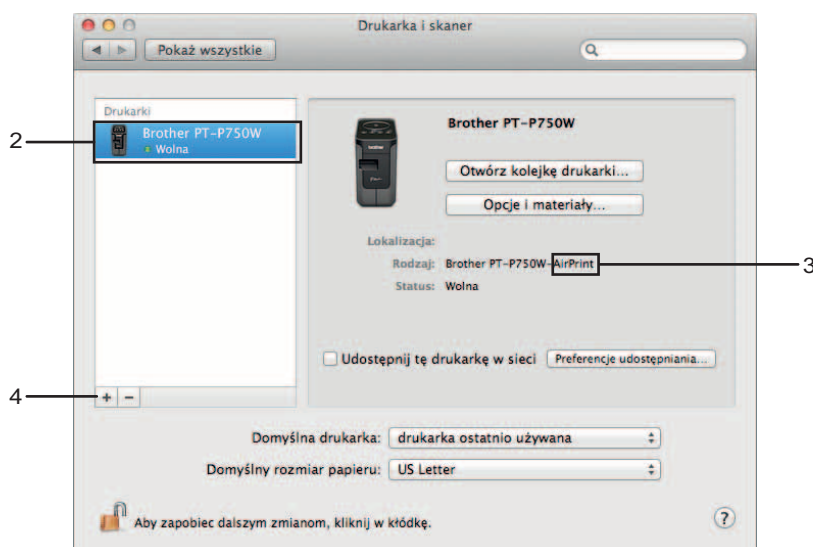 Drukarka i skaner
Pokaż wszystkie
Drukarki
2
Brother PT-P750W
Wolna
Brother PT-P750W
Otwórz kolejkę drukarki...
Opcje i materiały...
Lokalizacja:
Rodzaj: Brother PT-P750W-AirPrint
3
Status: Wolna
Udostępnij tę drukarkę w sieci
Preferencje udostępniania...
4
+ −
Domyślna drukarka: drukarka ostatnio używana
Domyślny rozmiar papieru: US Letter
Aby zapobiec dalszym zmianom, kliknij w kłódkę.
?